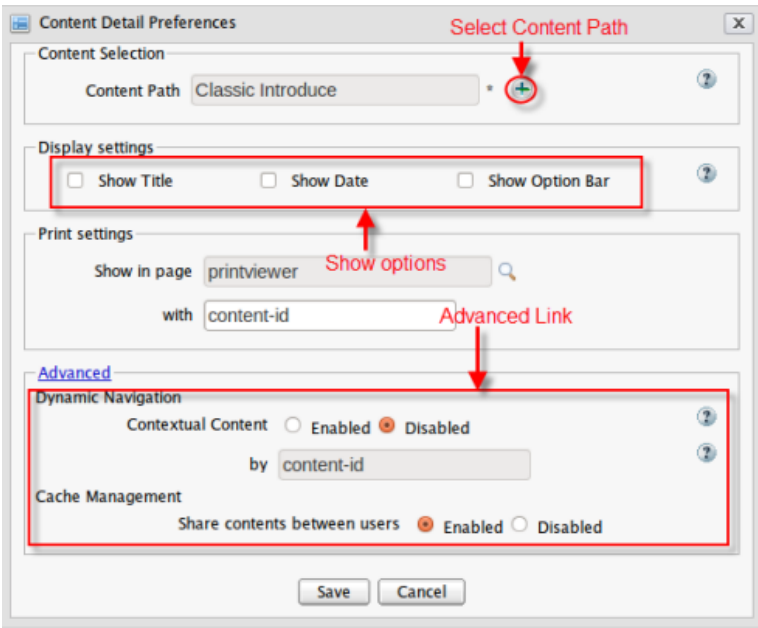 Content Detail Preferences
Select Content Path
X
Content Selection
Content Path Classic Introduce * +
?
Display settings
Show Title Show Date Show Option Bar
?
Print settings
Show options
Show in page printviewer
with content-id
Advanced Link
Advanced
Dynamic Navigation
Contextual Content Enabled Disabled
?
by content-id
?
Cache Management
Share contents between users Enabled Disabled
Save Cancel